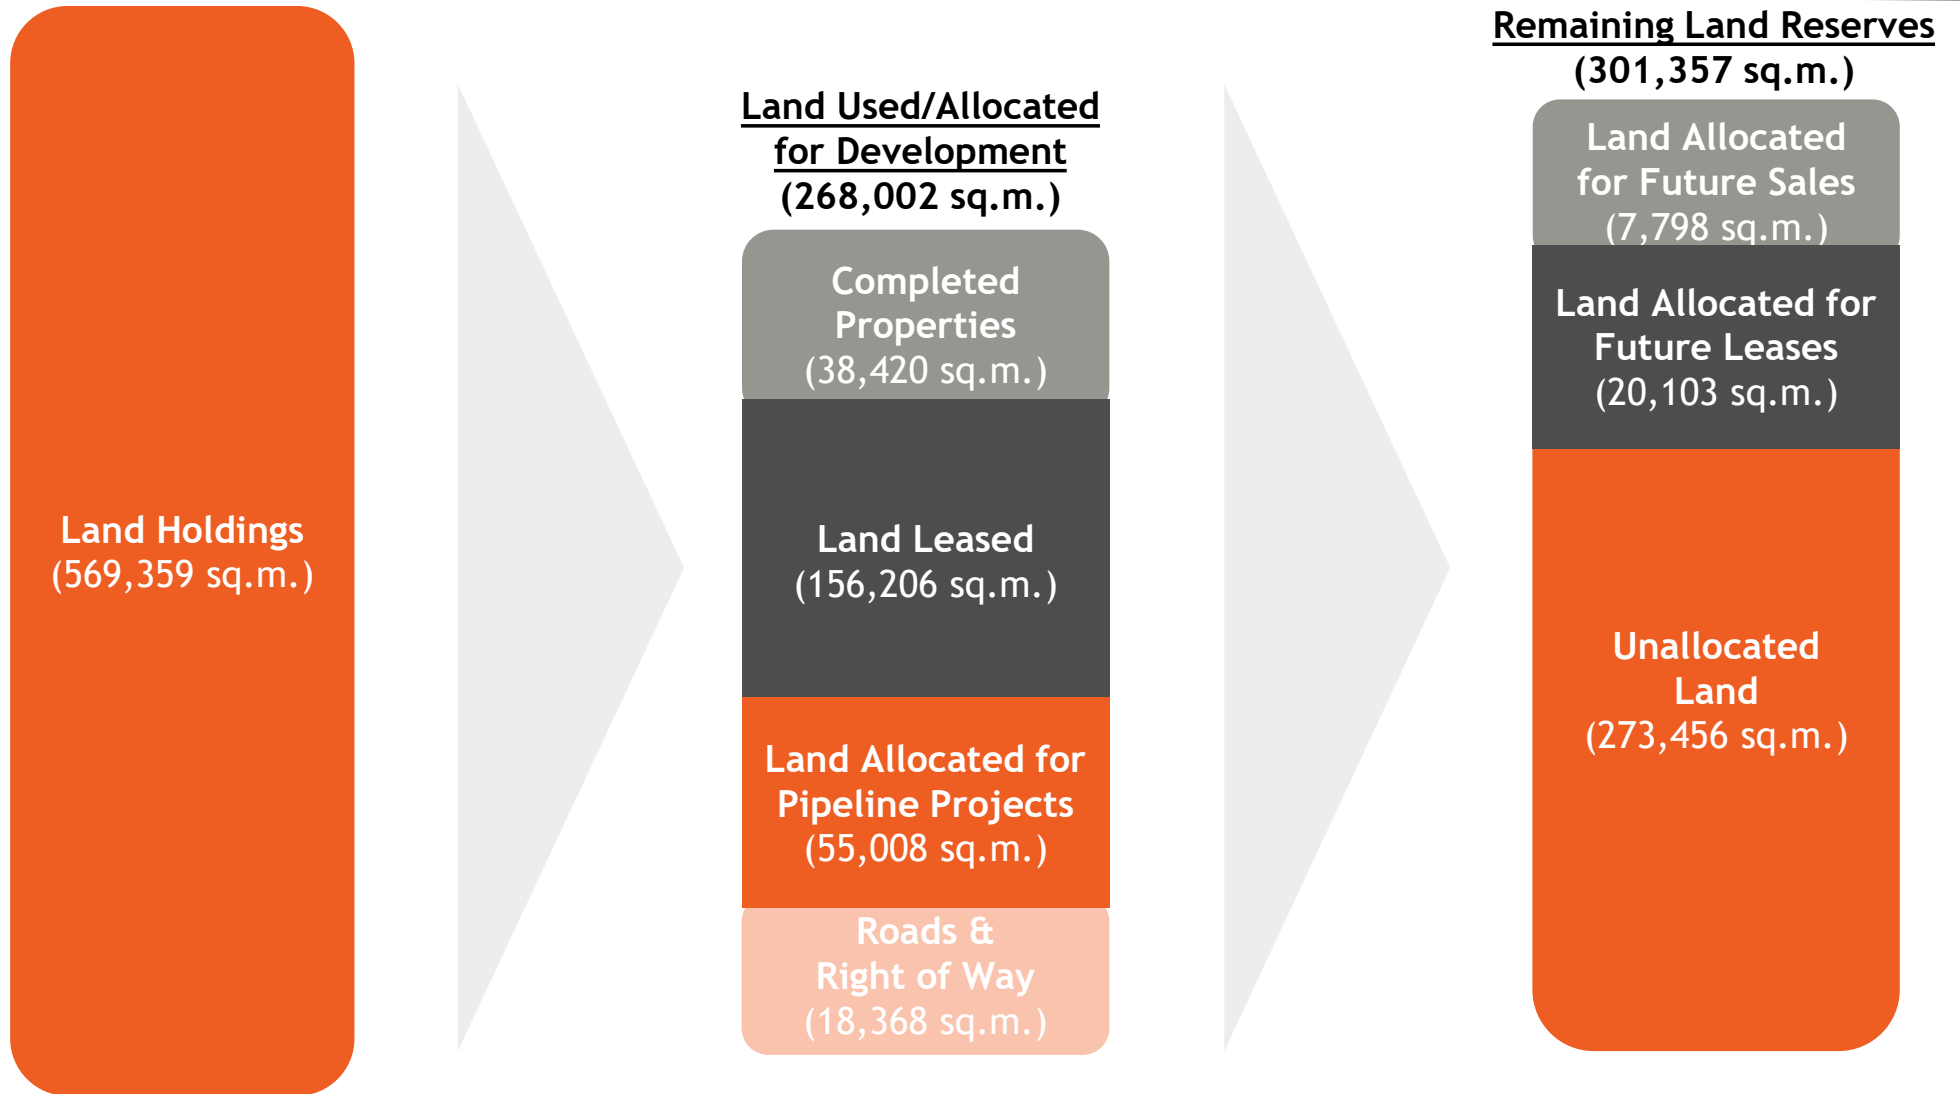 Land Holdings
(569,359 sq.m.)
Land Used/Allocated
for Development
(268,002 sq.m.)
Completed
Properties
(38,420 sq.m.)
Land Leased
(156,206 sq.m.)
Land Allocated for
Pipeline Projects
(55,008 sq.m.)
Roads &
Right of Way
(18,368 sq.m.)
Remaining Land Reserves
(301,357 sq.m.)
Land Allocated
for Future Sales
(7,798 sq.m.)
Land Allocated for
Future Leases
(20,103 sq.m.)
Unallocated
Land
(273,456 sq.m.)